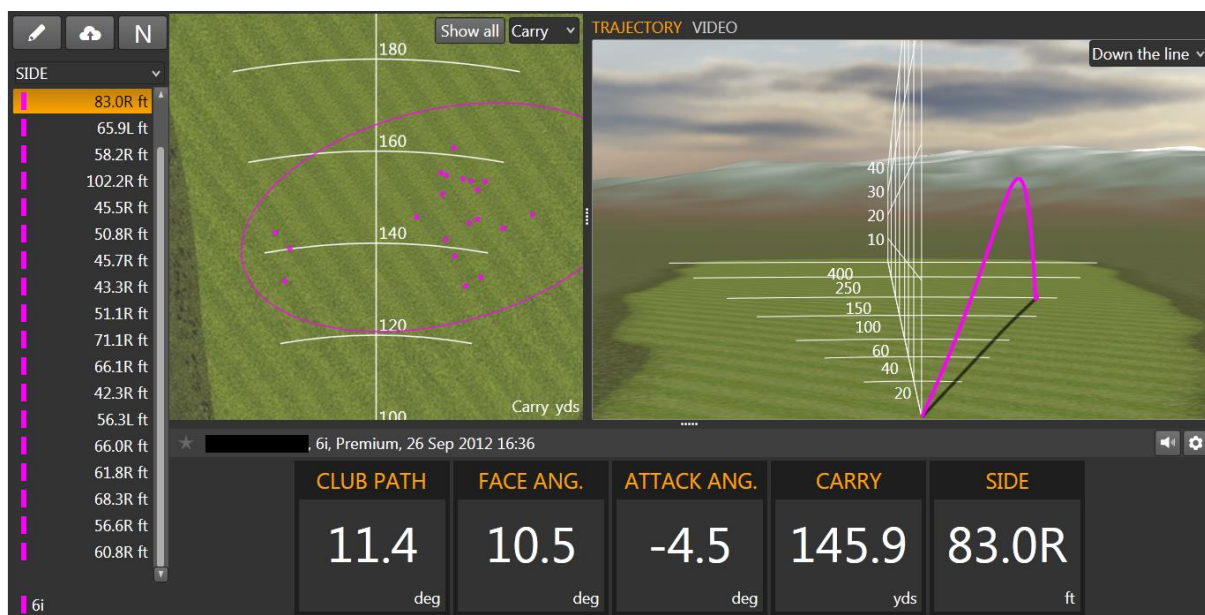 N
SIDE
83.0R ft
65.9L ft
58.2R ft
102.2R ft
45.5R ft
50.8R ft
45.7R ft
43.3R ft
51.1R ft
71.1R ft
66.1R ft
42.3R ft
56.3L ft
66.0R ft
61.8R ft
68.3R ft
56.6R ft
60.8R ft
6i
Show all Carry
180
160
140
120
100
Carry yds
TRAJECTORY VIDEO
Down the line
40
30
20
10
400
250
150
100
60
40
20
, 6i, Premium, 26 Sep 2012 16:36
CLUB PATH FACE ANG. ATTACK ANG. CARRY SIDE
11.4 10.5 -4.5 145.9 83.0R
deg deg deg yds ft